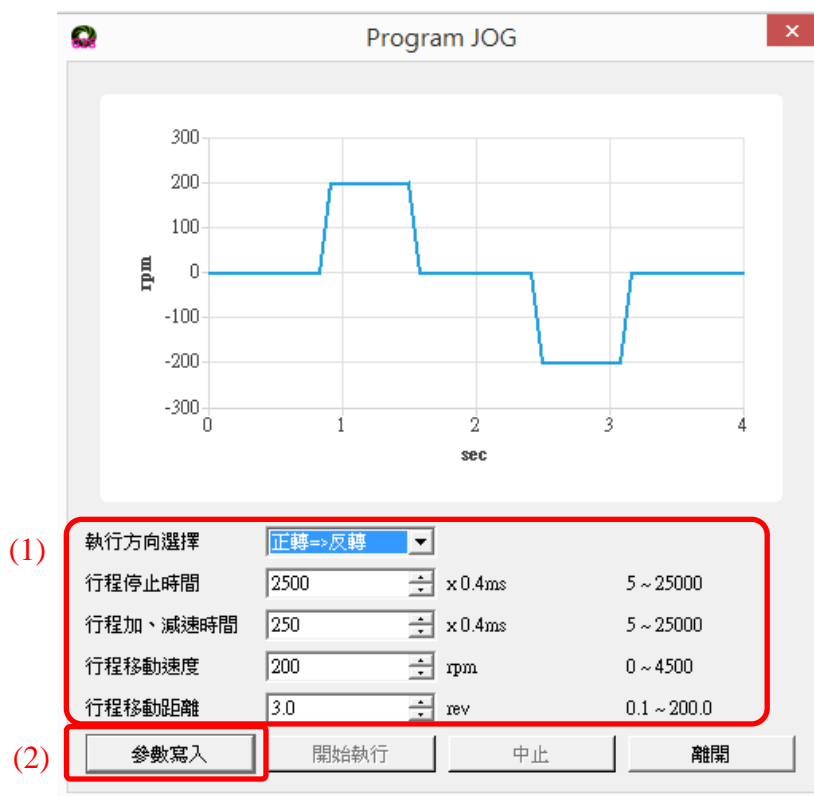 Program JOG
300
200
100
0
-100
-200
-300
rpm
0 1 2 3 4
sec
(1)
執行方向選擇 正轉=>反轉
行程停止時間 2500 x 0.4ms 5 ~ 25000
行程加、減速時間 250 x 0.4ms 5 ~ 25000
行程移動速度 200 rpm 0 ~ 4500
行程移動距離 3.0 rev 0.1 ~ 200.0
(2) 參數寫入 開始執行 中止 離開